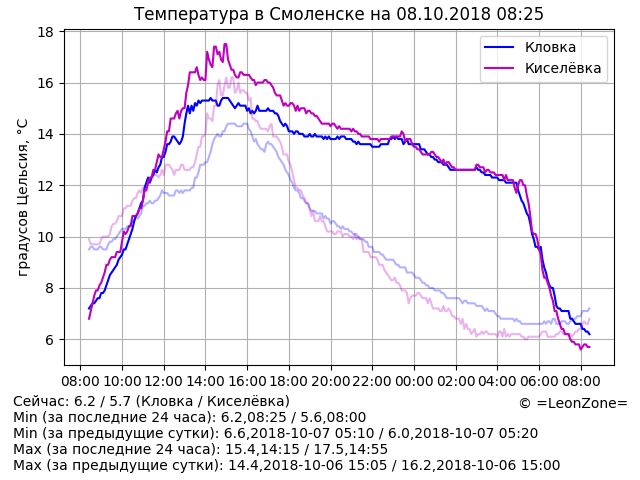 Температура в Смоленске на 08.10.2018 08:25
18
16
14
12
10
8
6
градусов Цельсия, °C
Кловка
Киселёвка
08:00 10:00 12:00 14:00 16:00 18:00 20:00 22:00 00:00 02:00 04:00 06:00 08:00
Сейчас: 6.2 / 5.7 (Кловка / Киселёвка)
© =LeonZone=
Min (за последние 24 часа): 6.2,08:25 / 5.6,08:00
Min (за предыдущие сутки): 6.6,2018-10-07 05:10 / 6.0,2018-10-07 05:20
Max (за последние 24 часа): 15.4,14:15 / 17.5,14:55
Max (за предыдущие сутки): 14.4,2018-10-06 15:05 / 16.2,2018-10-06 15:00